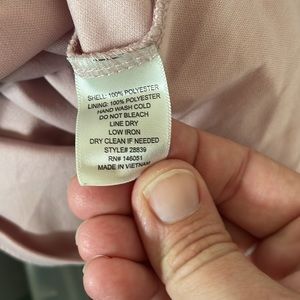 SHELL: 100% POLYESTER
LINING: 100% POLYESTER
HAND WASH COLD
DO NOT BLEACH
LINE DRY
LOW IRON
DRY CLEAN IF NEEDED
STYLE# 28839
RN# 146051
MADE IN VIETNAM